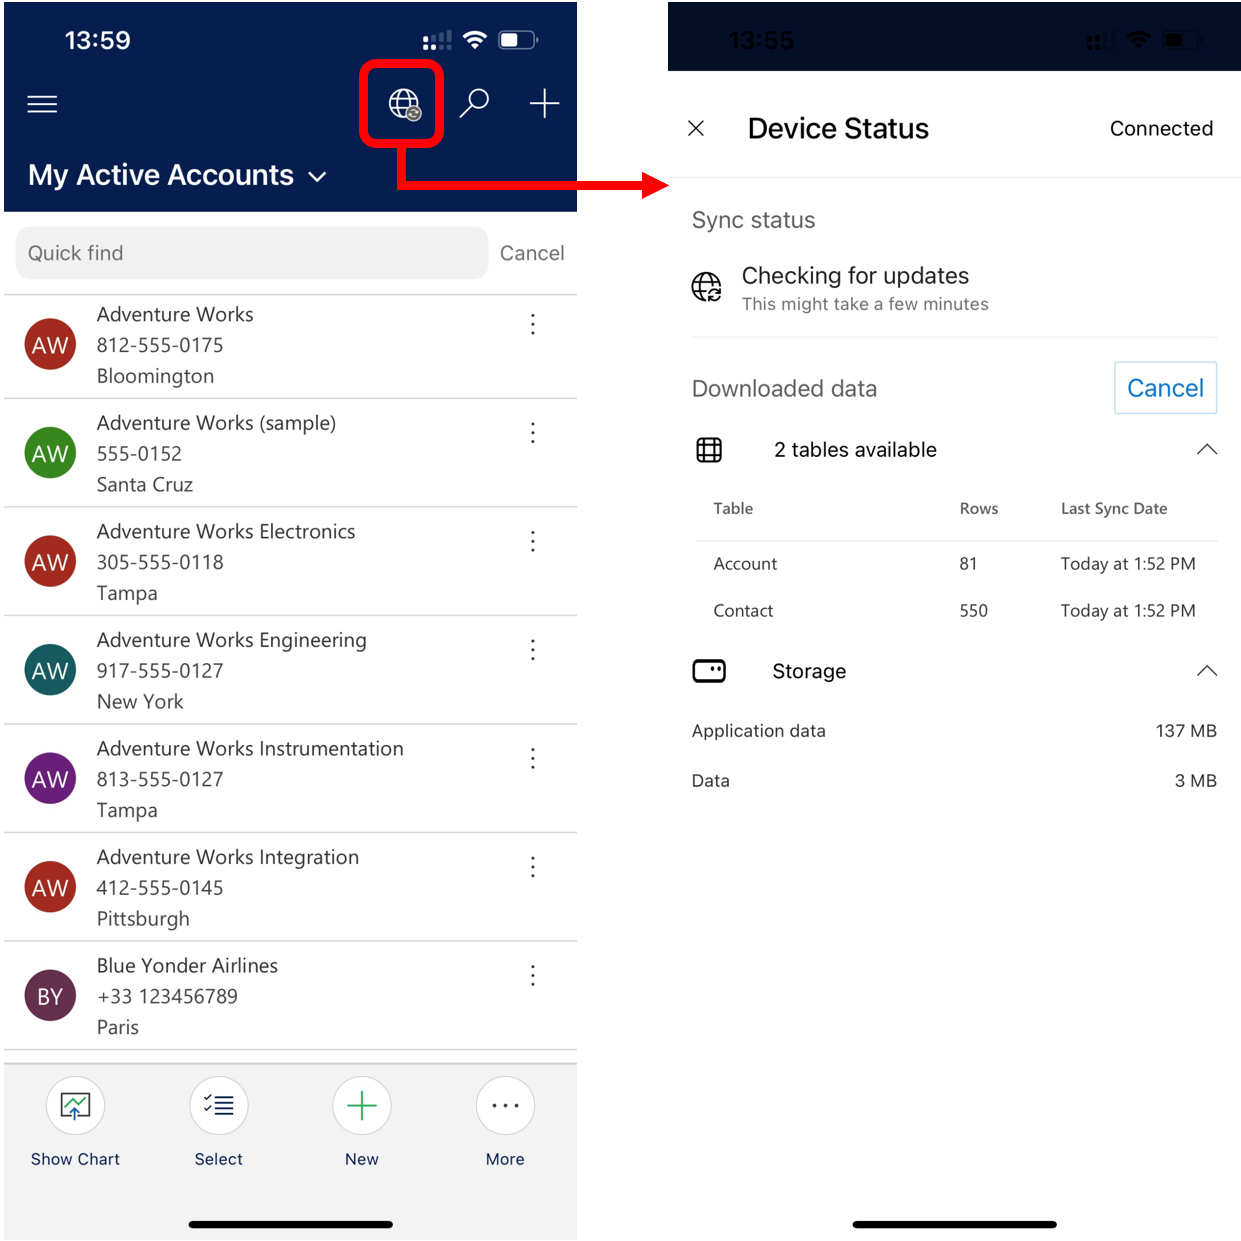 13:59
My Active Accounts
Quick find
Cancel
AW
Adventure Works
812-555-0175
Bloomington
AW
Adventure Works (sample)
555-0152
Santa Cruz
AW
Adventure Works Electronics
305-555-0118
Tampa
AW
Adventure Works Engineering
917-555-0127
New York
AW
Adventure Works Instrumentation
813-555-0127
Tampa
AW
Adventure Works Integration
412-555-0145
Pittsburgh
BY
Blue Yonder Airlines
+33 123456789
Paris
Show Chart
Select
New
More
13:55
Device Status
Connected
Sync status
Checking for updates
This might take a few minutes
Downloaded data
Cancel
2 tables available
Table Rows Last Sync Date
Account 81 Today at 1:52 PM
Contact 550 Today at 1:52 PM
Storage
Application data 137 MB
Data 3 MB